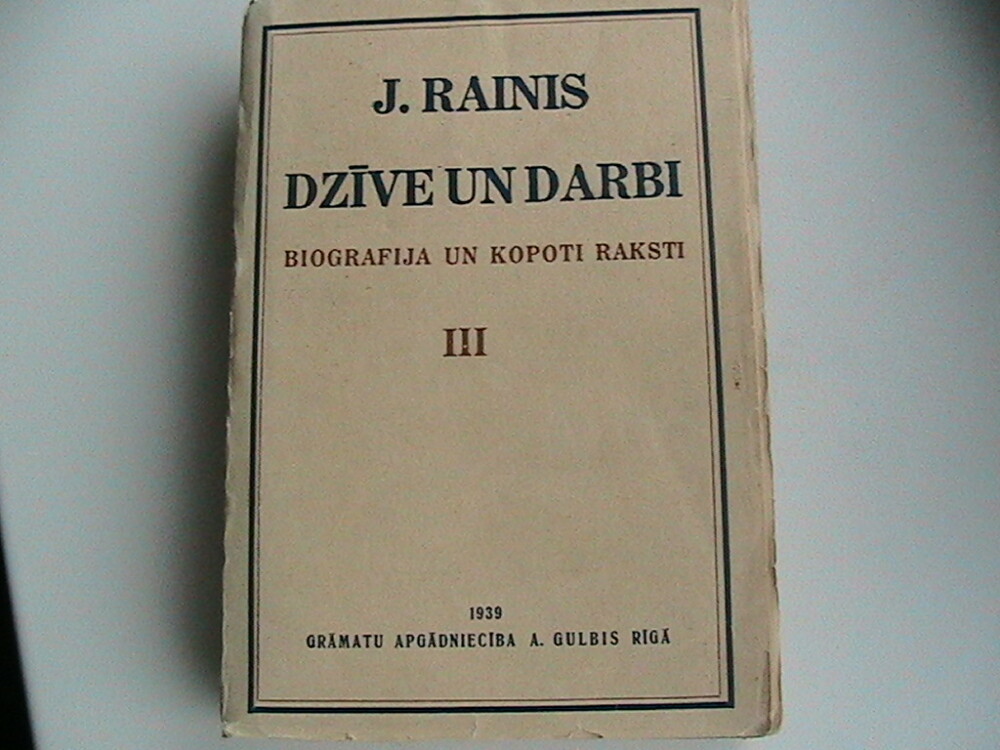 J. RAINIS
DZĪVE UN DARBI
BIOGRAFIJA UN KOPOTI RAKSTI
III
1939
GRĀMATU APGĀDNIECĪBA A. GULBIS RĪGĀ